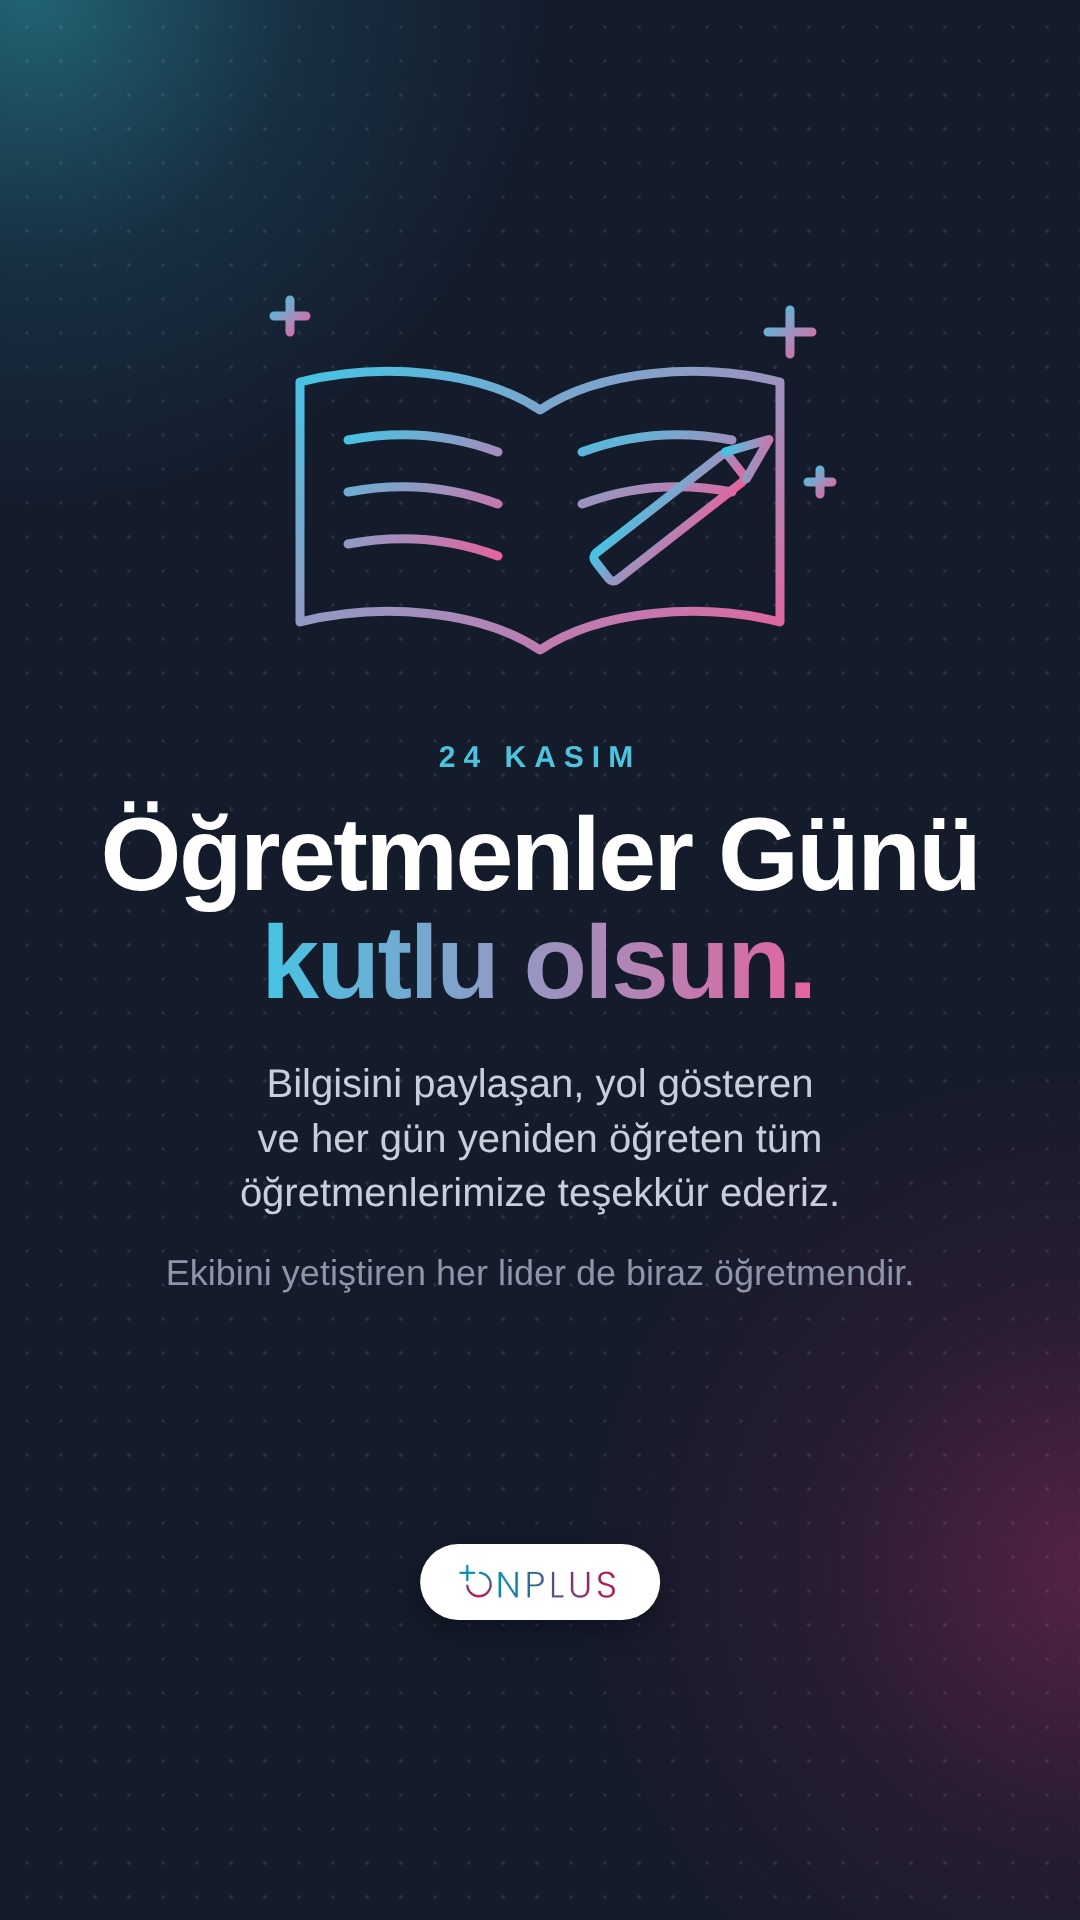 24 KASIM
Öğretmenler Günü
kutlu olsun.
Bilgisini paylaşan, yol gösteren
ve her gün yeniden öğreten tüm
öğretmenlerimize teşekkür ederiz.
Ekibini yetiştiren her lider de biraz öğretmendir.
ONPLUS